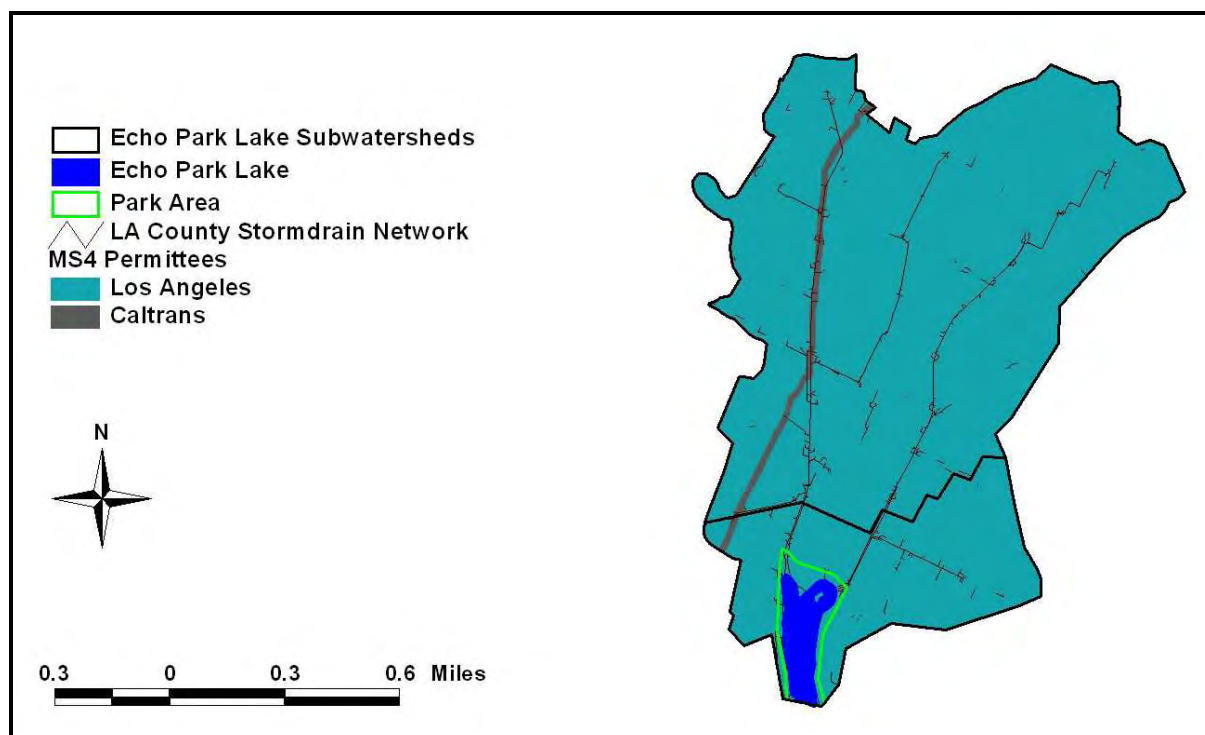 Echo Park Lake Subwatersheds
Echo Park Lake
Park Area
LA County Stormdrain Network
MS4 Permittees
Los Angeles
Caltrans
N
0.3 0 0.3 0.6 Miles